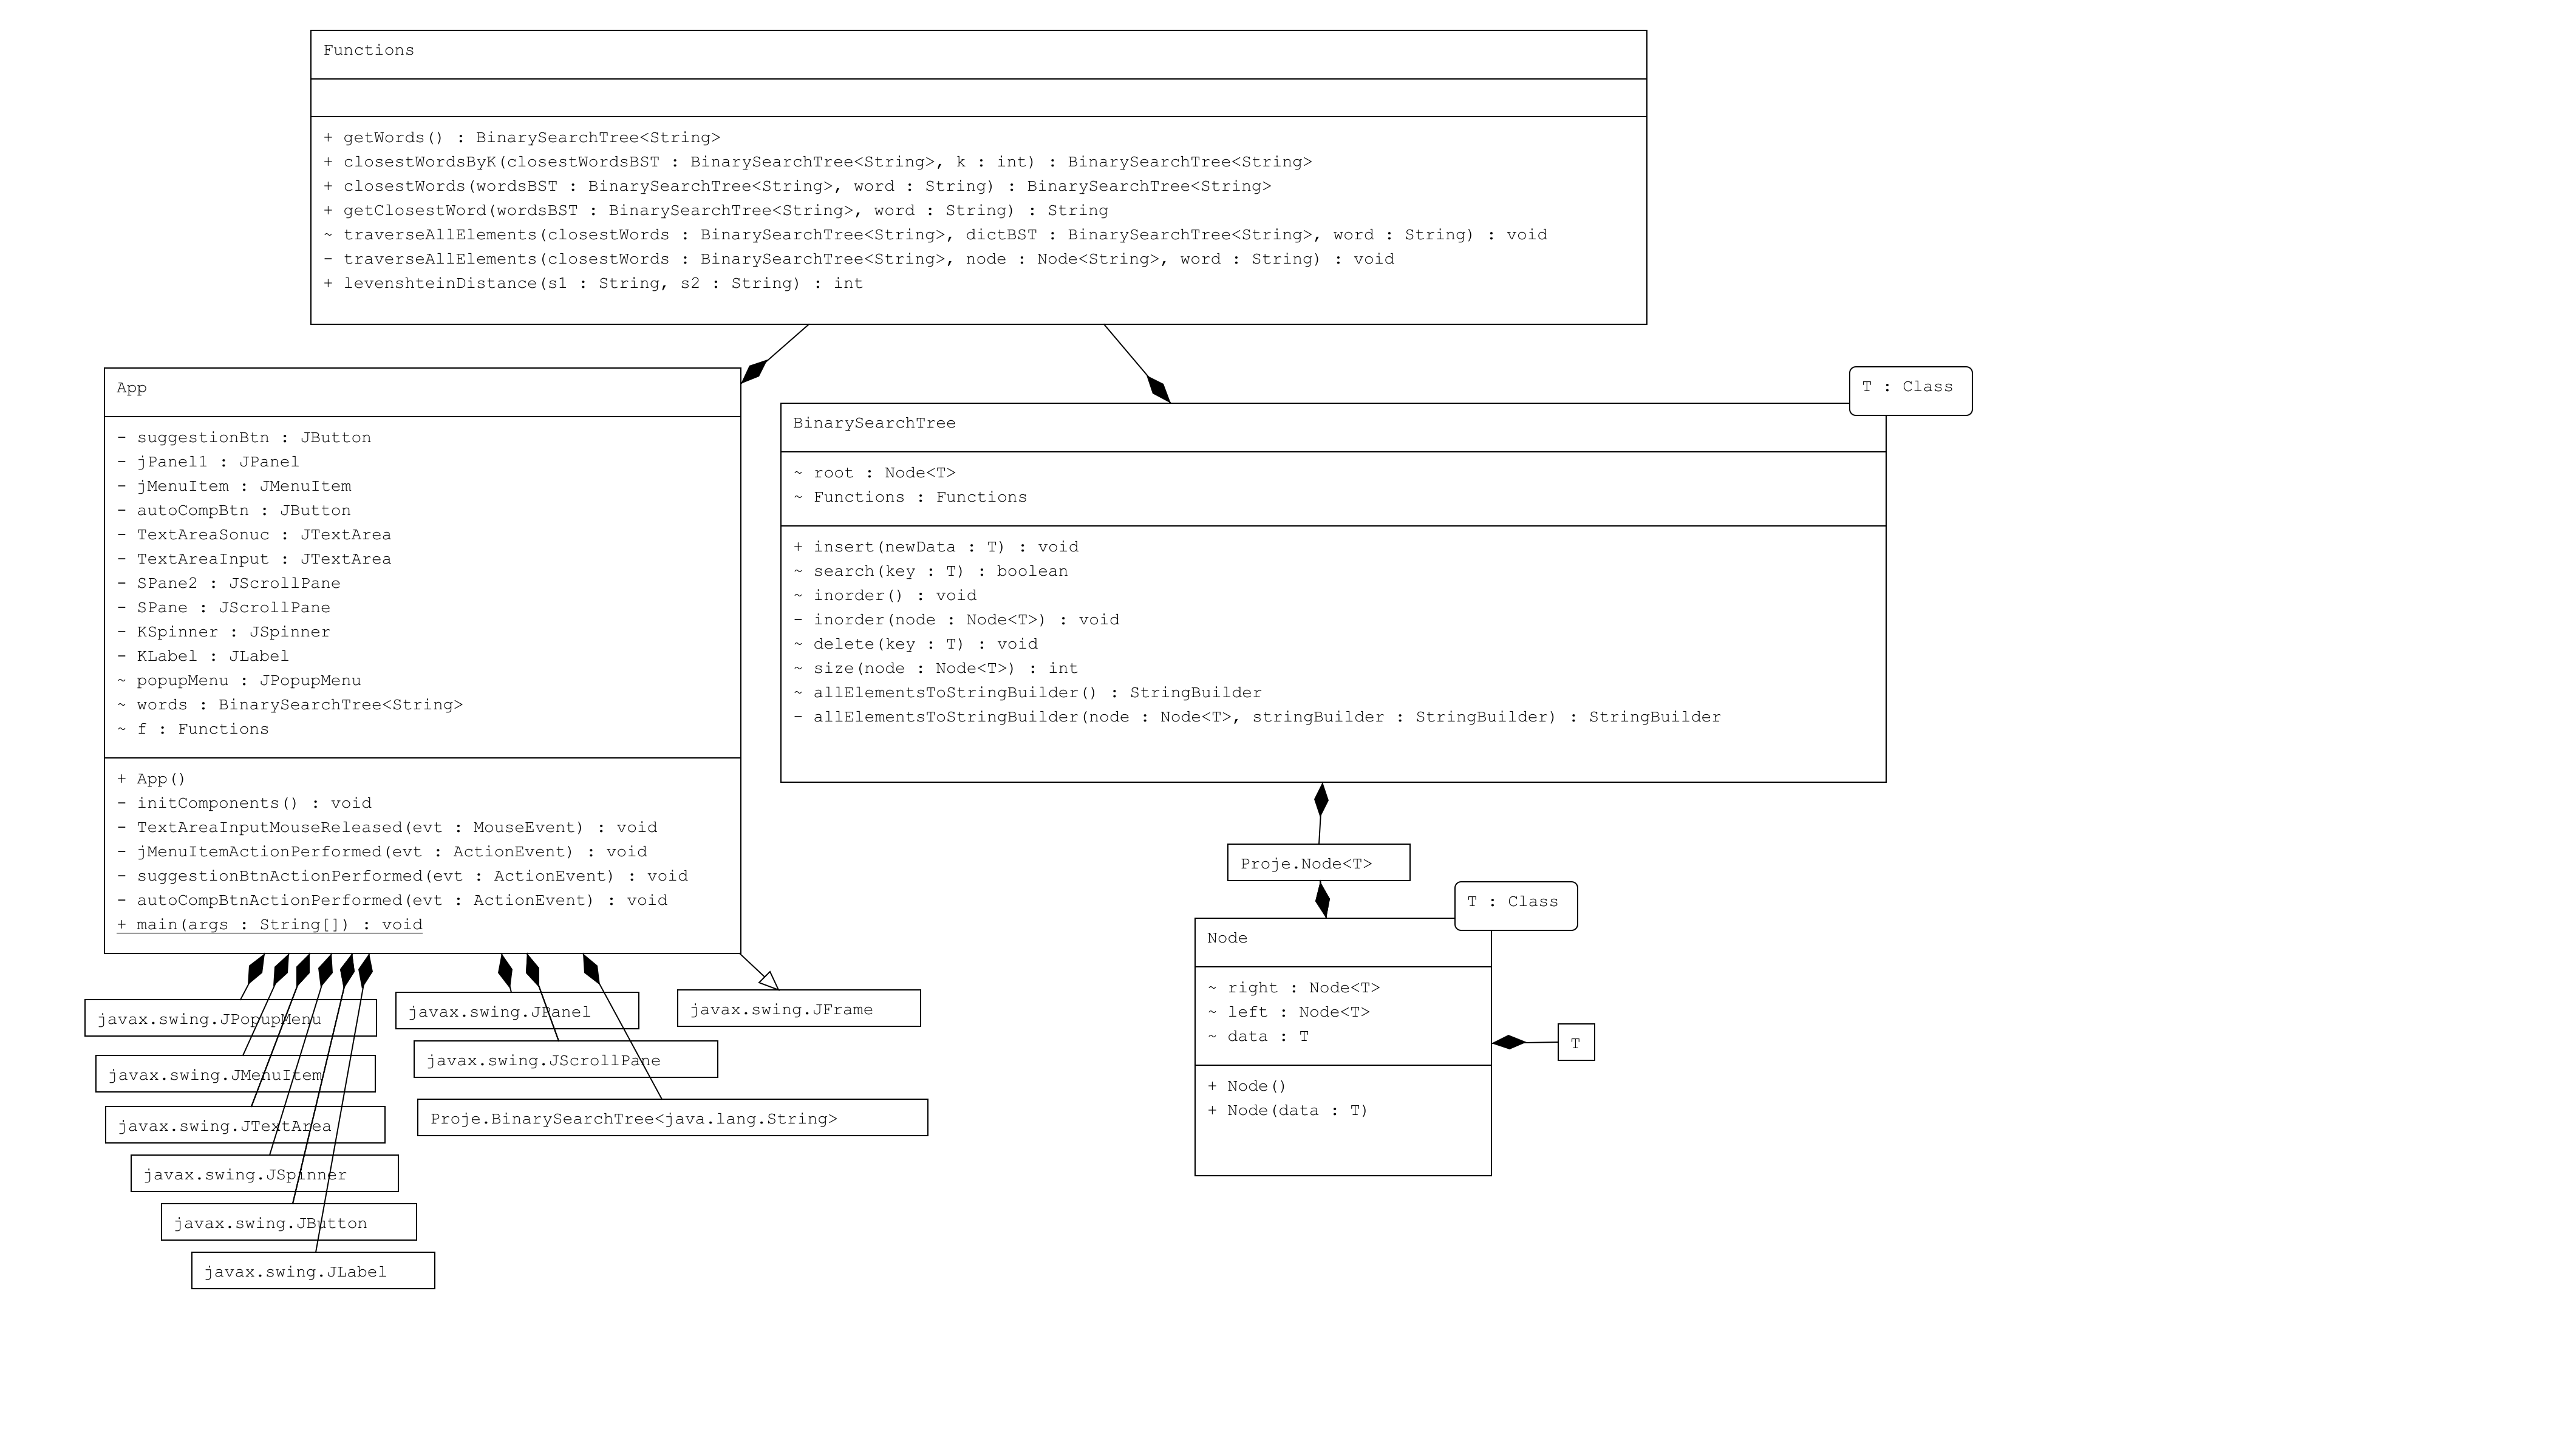 Functions
+ getWords() : BinarySearchTree<String>
+ closestWordsByK(closestWordsBST : BinarySearchTree<String>, k : int) : BinarySearchTree<String>
+ closestWords(wordsBST : BinarySearchTree<String>, word : String) : BinarySearchTree<String>
+ getClosestWord(wordsBST : BinarySearchTree<String>, word : String) : String
~ traverseAllElements(closestWords : BinarySearchTree<String>, dictBST : BinarySearchTree<String>, word : String) : void
- traverseAllElements(closestWords : BinarySearchTree<String>, node : Node<String>, word : String) : void
+ levenshteinDistance(s1 : String, s2 : String) : int
App
- suggestionBtn : JButton
- jPanel1 : JPanel
- jMenuItem : JMenuItem
- autoCompBtn : JButton
- TextAreaSonuc : JTextArea
- TextAreaInput : JTextArea
- SPane2 : JScrollPane
- SPane : JScrollPane
- KSpinner : JSpinner
- KLabel : JLabel
~ popupMenu : JPopupMenu
~ words : BinarySearchTree<String>
~ f : Functions
+ App()
- initComponents() : void
- TextAreaInputMouseReleased(evt : MouseEvent) : void
- jMenuItemActionPerformed(evt : ActionEvent) : void
- suggestionBtnActionPerformed(evt : ActionEvent) : void
- autoCompBtnActionPerformed(evt : ActionEvent) : void
+ main(args : String[]) : void
T : Class
BinarySearchTree
~ root : Node<T>
~ Functions : Functions
+ insert(newData : T) : void
~ search(key : T) : boolean
~ inorder() : void
- inorder(node : Node<T>) : void
~ delete(key : T) : void
~ size(node : Node<T>) : int
~ allElementsToStringBuilder() : StringBuilder
- allElementsToStringBuilder(node : Node<T>, stringBuilder : StringBuilder) : StringBuilder
Proje.Node<T>
T : Class
Node
~ right : Node<T>
~ left : Node<T>
~ data : T
+ Node()
+ Node(data : T)
T
javax.swing.JPopupMenu
javax.swing.JMenuItem
javax.swing.JTextArea
javax.swing.JSpinner
javax.swing.JButton
javax.swing.JLabel
javax.swing.JPanel
javax.swing.JScrollPane
Proje.BinarySearchTree<java.lang.String>
javax.swing.JFrame